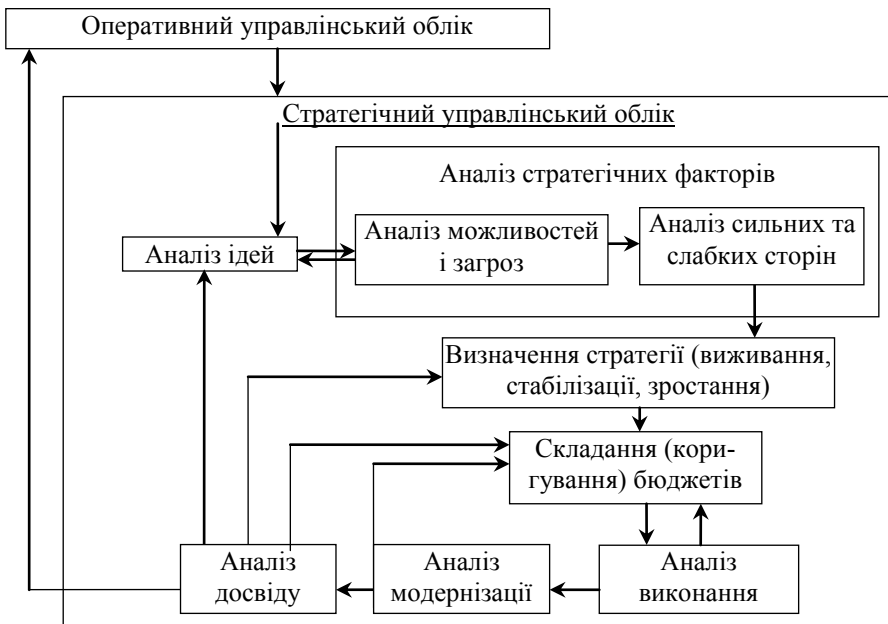 Оперативний управлінський облік
Стратегічний управлінський облік
Аналіз стратегічних факторів
Аналіз ідей
Аналіз можливостей
і загроз
Аналіз сильних та
слабких сторін
Визначення стратегії (виживання,
стабілізації, зростання)
Складання (кори-
гування) бюджетів
Аналіз
досвіду
Аналіз
модернізації
Аналіз
виконання